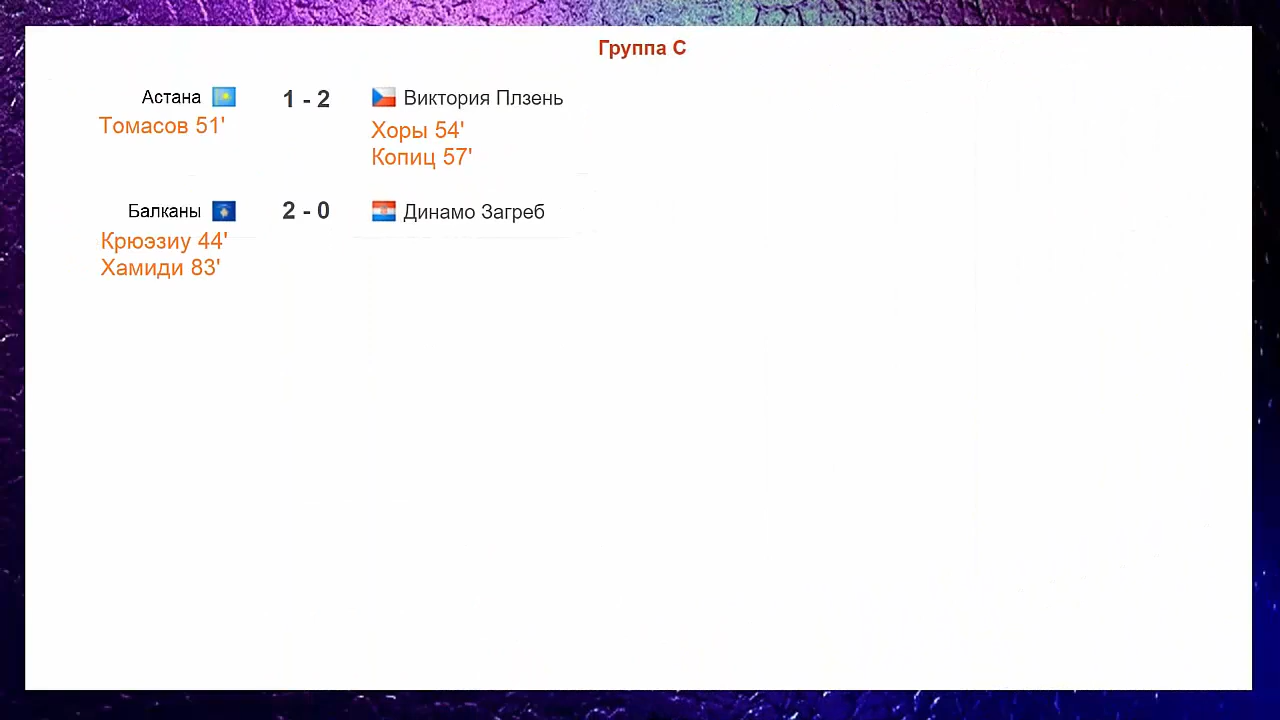 Группа С
Астана 1 - 2 Виктория Плзень
Томасов 51'
Хоры 54'
Копиц 57'
Балканы 2 - 0 Динамо Загреб
Крюэзиу 44'
Хамиди 83'